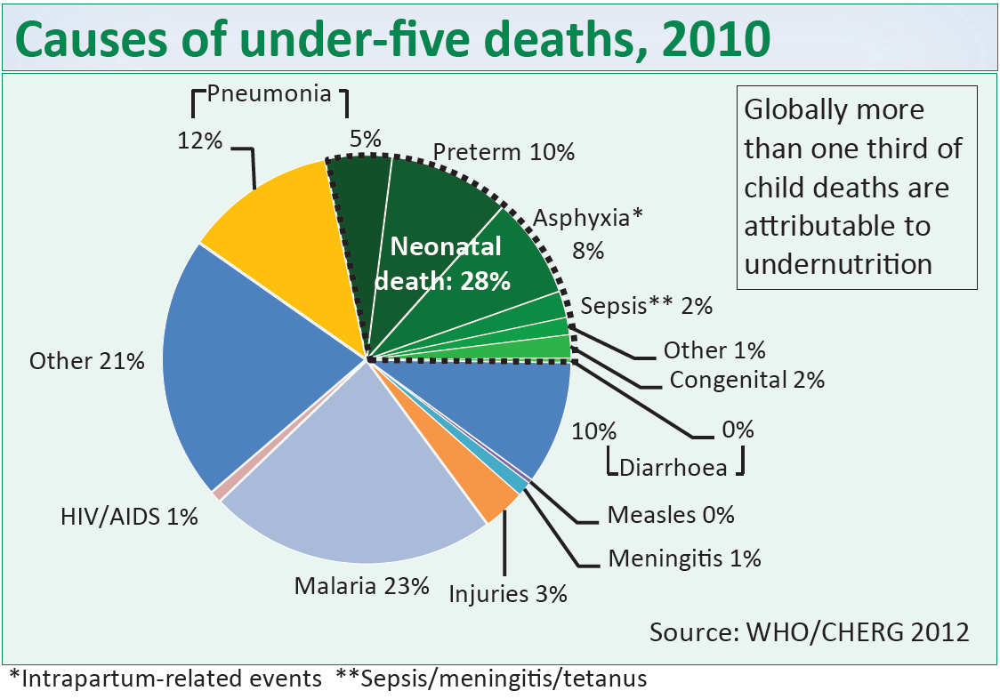 Causes of under-five deaths, 2010
Pneumonia
12%
5%
Preterm 10%
Asphyxia*
8%
Neonatal
death: 28%
Sepsis** 2%
Other 1%
Congenital 2%
0%
10%
Diarrhoea
Measles 0%
Meningitis 1%
Injuries 3%
Malaria 23%
HIV/AIDS 1%
Other 21%
Globally more
than one third of
child deaths are
attributable to
undernutrition
Source: WHO/CHERG 2012
*Intrapartum-related events **Sepsis/meningitis/tetanus